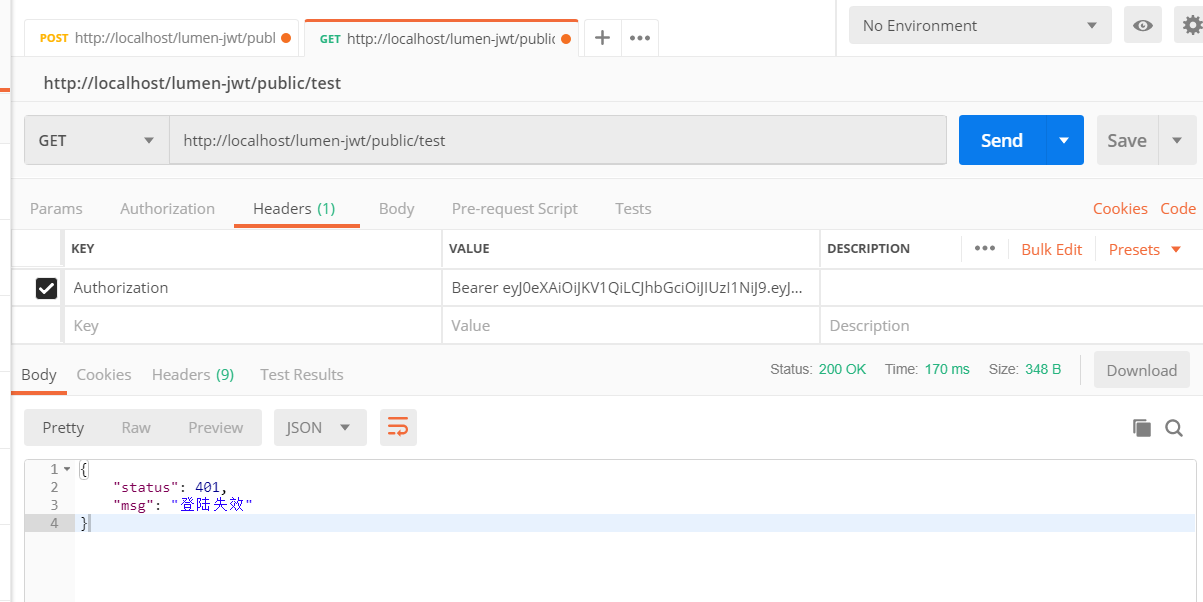 POST http://localhost/lumen-jwt/publ
GET http://localhost/lumen-jwt/public
No Environment
http://localhost/lumen-jwt/public/test
GET http://localhost/lumen-jwt/public/test Send Save
Params Authorization Headers (1) Body Pre-request Script Tests Cookies Code
KEY VALUE DESCRIPTION Bulk Edit Presets
Authorization Bearer eyJ0eXAiOiJKV1QiLCJhbGciOiJIUzI1NiJ9.eyJ...
Key Value Description
Body Cookies Headers (9) Test Results Status: 200 OK Time: 170 ms Size: 348 B Download
Pretty Raw Preview JSON
1 {
2 "status": 401,
3 "msg": "登陆失效"
4 }